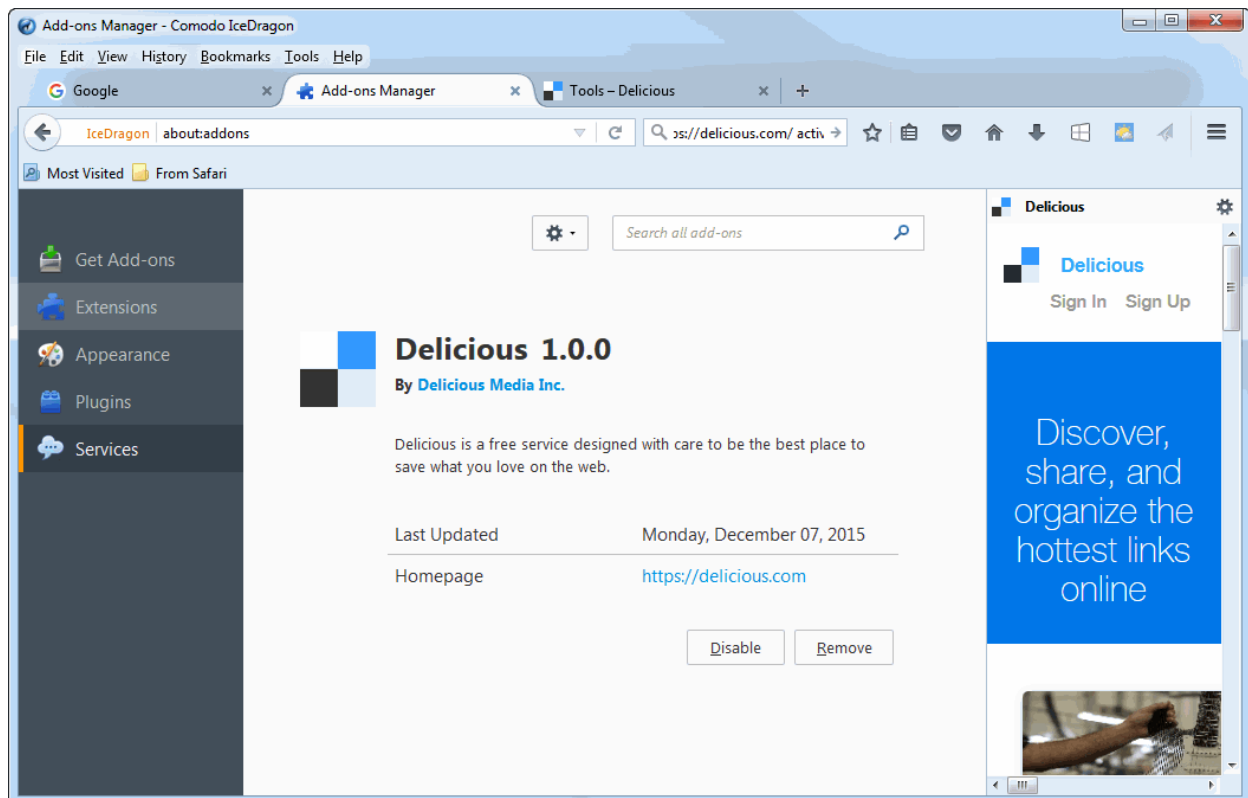 Add-ons Manager - Comodo IceDragon
File Edit View History Bookmarks Tools Help
Google
Add-ons Manager
Tools – Delicious
IceDragon about:addons
os://delicious.com/ activ
Most Visited From Safari
Get Add-ons
Extensions
Appearance
Plugins
Services
Search all add-ons
Delicious 1.0.0
By Delicious Media Inc.
Delicious is a free service designed with care to be the best place to
save what you love on the web.
Last Updated Monday, December 07, 2015
Homepage https://delicious.com
Disable Remove
Delicious
Delicious
Sign In Sign Up
Discover,
share, and
organize the
hottest links
online